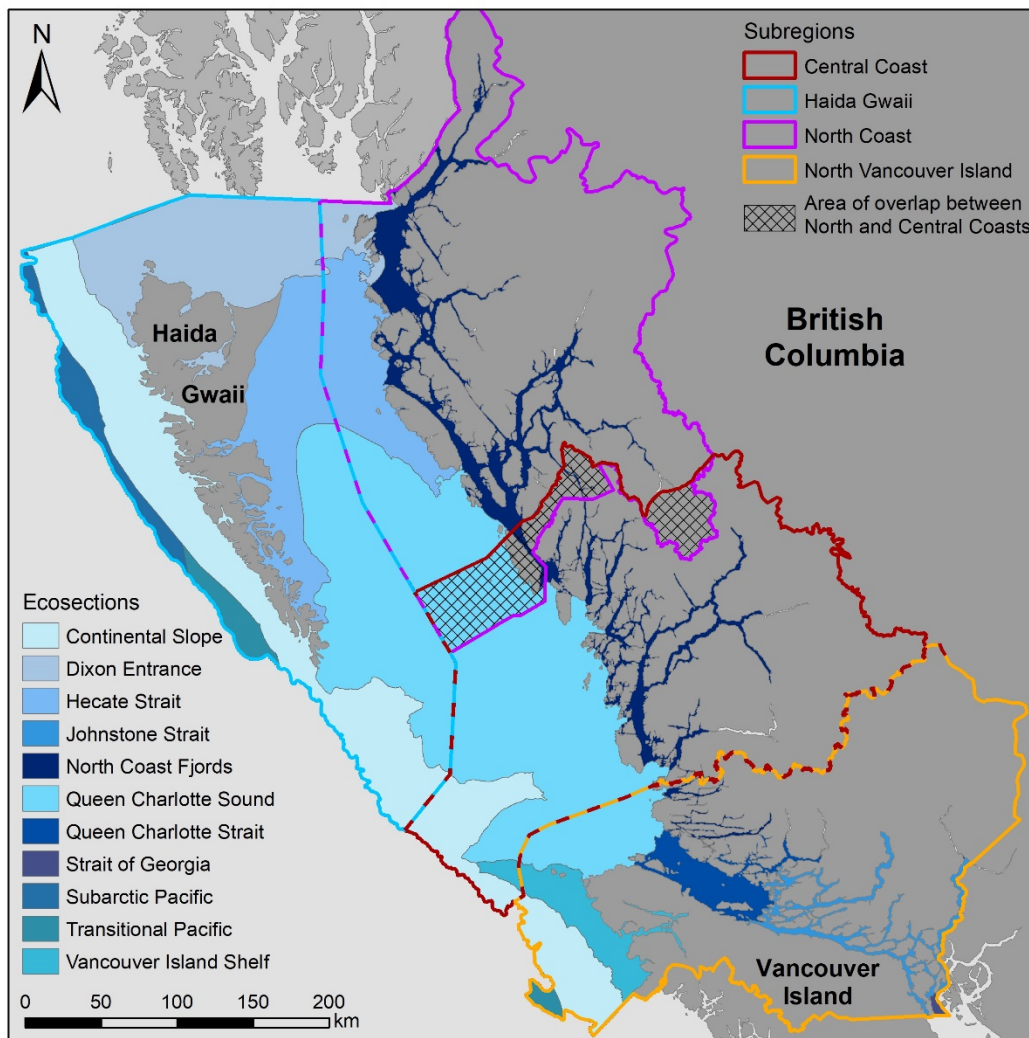 N
Subregions
Central Coast
Haida Gwaii
North Coast
North Vancouver Island
Area of overlap between
North and Central Coasts
Haida
Gwaii
British
Columbia
Ecosections
Continental Slope
Dixon Entrance
Hecate Strait
Johnstone Strait
North Coast Fjords
Queen Charlotte Sound
Queen Charlotte Strait
Strait of Georgia
Subarctic Pacific
Transitional Pacific
Vancouver Island Shelf
0 50 100 150 200
km
Vancouver
Island